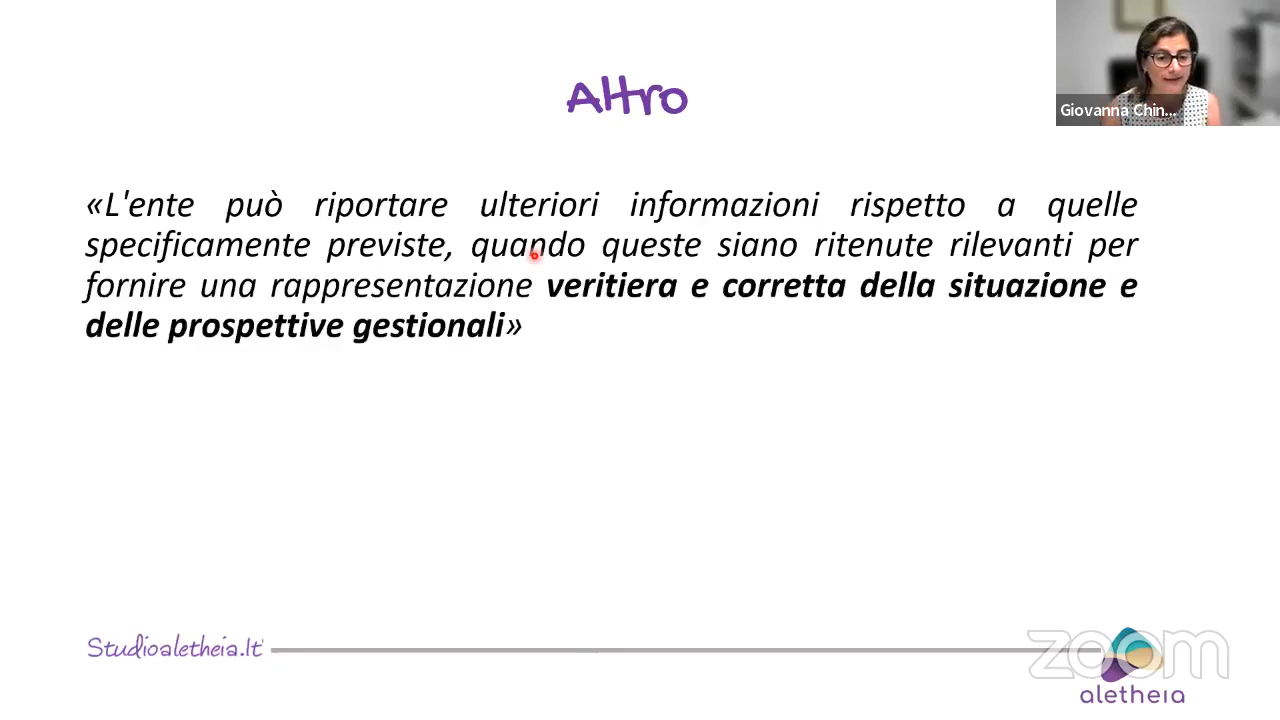 Altro
Giovanna Chin...
«L'ente può riportare ulteriori informazioni rispetto a quelle
specificamente previste, quando queste siano ritenute rilevanti per
fornire una rappresentazione veritiera e corretta della situazione e
delle prospettive gestionali»
Studioaletheia.It
zoom
aletheia